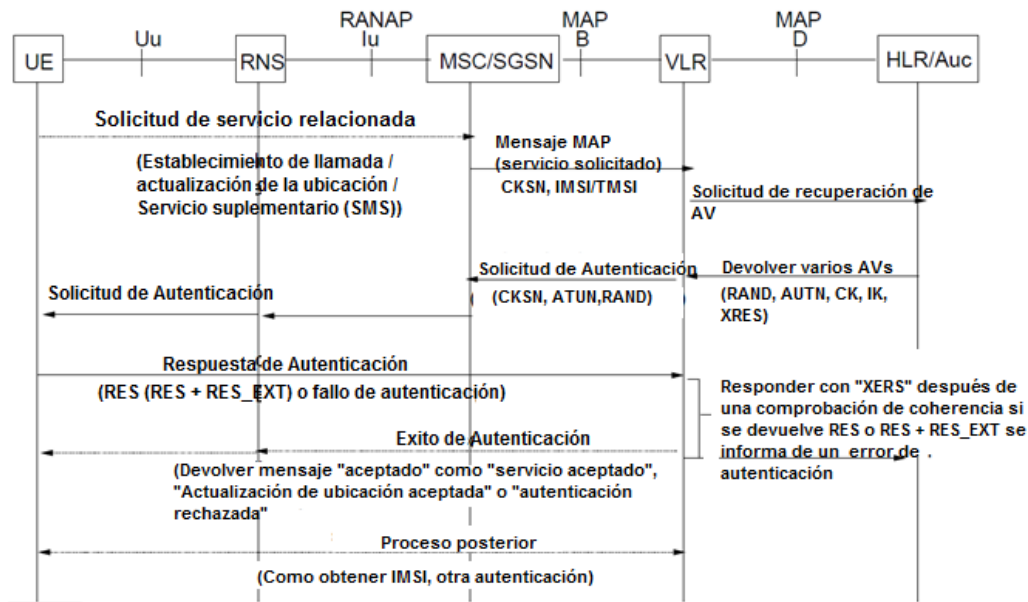 RANAP
MAP
MAP
Uu
Iu
B
D
UE
RNS
MSC/SGSN
VLR
HLR/Auc
Solicitud de servicio relacionada
Mensaje MAP
(servicio solicitado)
CKSN, IMSI/TMSI
(Establecimiento de llamada /
actualización de la ubicación /
Servicio suplementario (SMS))
Solicitud de recuperación de
AV
Solicitud de Autenticación
(CKSN, ATUN,RAND)
Devolver varios AVs
(RAND, AUTN, CK, IK,
XRES)
Solicitud de Autenticación
Respuesta de Autenticación
(RES (RES + RES_EXT) o fallo de autenticación)
Responder con "XERS" después de
una comprobación de coherencia si
se devuelve RES o RES + RES_EXT se
informa de un error de .
autenticación
Exito de Autenticación
(Devolver mensaje "aceptado" como "servicio aceptado",
"Actualización de ubicación aceptada" o "autenticación
rechazada"
Proceso posterior
(Como obtener IMSI, otra autenticación)